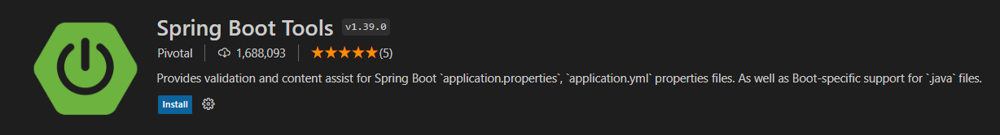 Spring Boot Tools v1.39.0
Pivotal 1,688,093 (5)
Provides validation and content assist for Spring Boot `application.properties`, `application.yml` properties files. As well as Boot-specific support for `.java` files.
Install